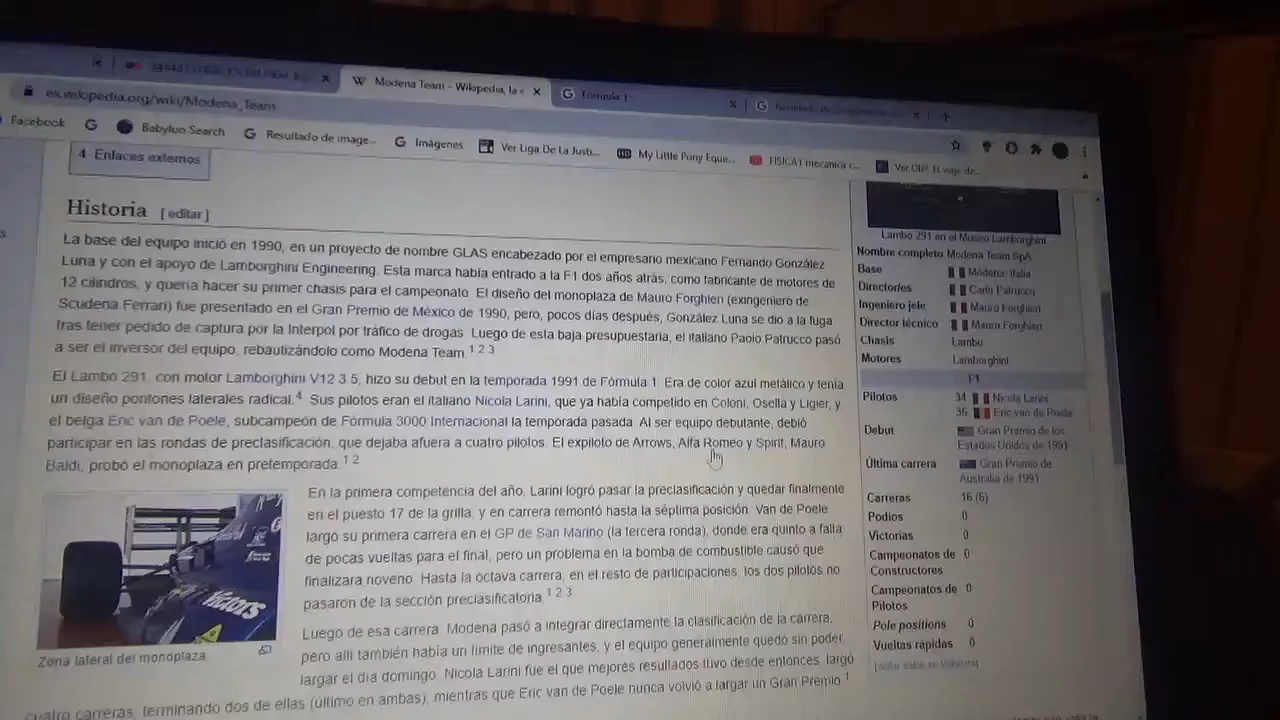 Modena Team - Wikipedia, la e
Fórmula 1
es.wikipedia.org/wiki/Modena_Team
Facebook
Babylon Search
Resultado de image...
Imágenes
Ver Liga De La Justi...
My Little Pony Eque...
FISICA1 mecanica c...
Ver Olé! El viaje de...
4 Enlaces externos
Historia [ editar ]
La base del equipo inició en 1990, en un proyecto de nombre GLAS encabezado por el empresario mexicano Fernando González
Luna y con el apoyo de Lamborghini Engineering. Esta marca había entrado a la F1 dos años atrás, como fabricante de motores de
12 cilindros, y quería hacer su primer chasis para el campeonato. El diseño del monoplaza de Mauro Forghieri (exingeniero de
Scuderia Ferrari) fue presentado en el Gran Premio de México de 1990, pero, pocos días después, González Luna se dio a la fuga
tras tener pedido de captura por la Interpol por tráfico de drogas. Luego de esta baja presupuestaria, el italiano Paolo Patrucco pasó
a ser el inversor del equipo, rebautizándolo como Modena Team.1 2 3
El Lambo 291, con motor Lamborghini V12 3.5, hizo su debut en la temporada 1991 de Fórmula 1. Era de color azul metálico y tenía
un diseño pontones laterales radical.4 Sus pilotos eran el italiano Nicola Larini, que ya había competido en Coloni, Osella y Ligier, y
el belga Eric van de Poele, subcampeón de Fórmula 3000 Internacional la temporada pasada. Al ser equipo debutante, debió
participar en las rondas de preclasificación, que dejaba afuera a cuatro pilotos. El expiloto de Arrows, Alfa Romeo y Spirit, Mauro
Baldi, probó el monoplaza en pretemporada.1 2
En la primera competencia del año, Larini logró pasar la preclasificación y quedar finalmente
en el puesto 17 de la grilla, y en carrera remontó hasta la séptima posición. Van de Poele
largó su primera carrera en el GP de San Marino (la tercera ronda), donde era quinto a falta
de pocas vueltas para el final, pero un problema en la bomba de combustible causó que
finalizara noveno. Hasta la octava carrera, en el resto de participaciones, los dos pilotos no
pasaron de la sección preclasificatoria.1 2 3
VIctORS
Zona lateral del monoplaza.
Luego de esa carrera, Modena pasó a integrar directamente la clasificación de la carrera,
pero allí también había un límite de ingresantes, y el equipo generalmente quedó sin poder
largar el día domingo. Nicola Larini fue el que mejores resultados tuvo desde entonces: largó
cuatro carreras, terminando dos de ellas (último en ambas), mientras que Eric van de Poele nunca volvió a largar un Gran Premio.1
Lambo 291 en el Museo Lamborghini
Nombre completo Modena Team SpA
Base Módena, Italia
Director/es Carlo Patrucco
Ingeniero jefe Mauro Forghieri
Director técnico Mauro Forghieri
Chasis Lambo
Motores Lamborghini
F1
Pilotos 34 Nicola Larini
35 Eric van de Poele
Debut Gran Premio de los
Estados Unidos de 1991
Última carrera Gran Premio de
Australia de 1991
Carreras 16 (6)
Podios 0
Victorias 0
Campeonatos de 0
Constructores
Campeonatos de 0
Pilotos
Pole positions 0
Vueltas rápidas 0
[editar datos en Wikidata]